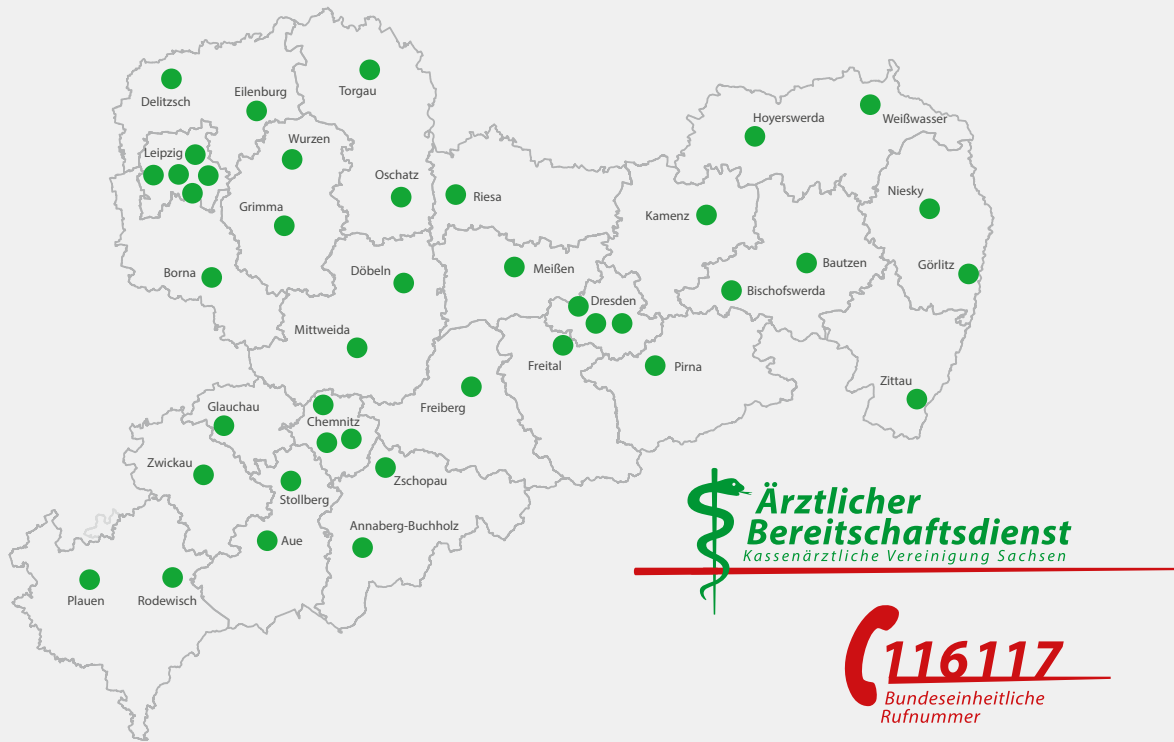 Torgau
Delitzsch
Eilenburg
Hoyerswerda
Weißwasser
Wurzen
Leipzig
Oschatz
Riesa
Niesky
Grimma
Kamenz
Borna
Döbeln
Meißen
Bautzen
Görlitz
Bischofswerda
Dresden
Mittweida
Freital
Pirna
Zittau
Glauchau
Freiberg
Chemnitz
Zwickau
Zschopau
Stollberg
Annaberg-Buchholz
Aue
Plauen
Rodewisch
Ärztlicher
Bereitschaftsdienst
Kassenärztliche Vereinigung Sachsen
116117
Bundeseinheitliche
Rufnummer